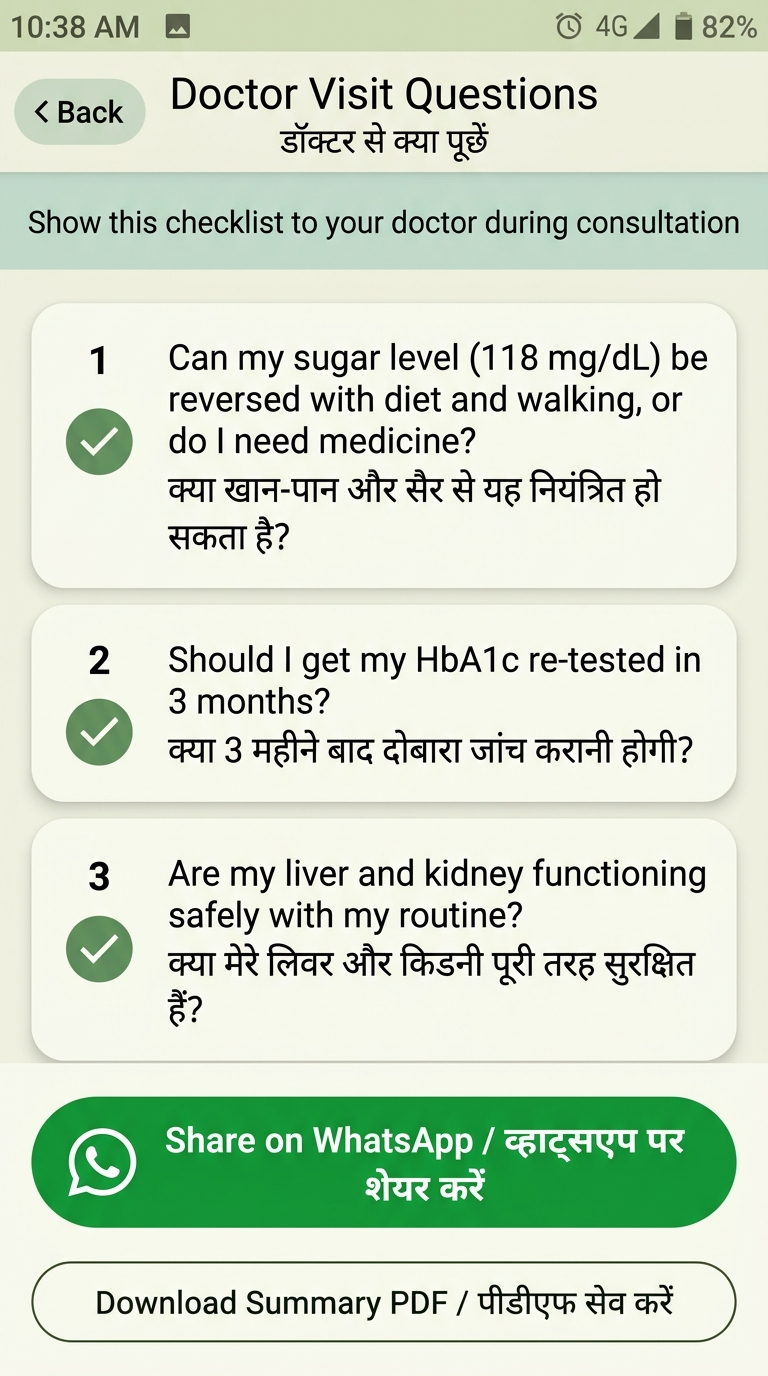 10:38 AM 4G 82%
Back
Doctor Visit Questions
डॉक्टर से क्या पूछें
Show this checklist to your doctor during consultation
1
Can my sugar level (118 mg/dL) be
reversed with diet and walking, or
do I need medicine?
क्या खान-पान और सैर से यह नियंत्रित हो
सकता है?
2
Should I get my HbA1c re-tested in
3 months?
क्या 3 महीने बाद दोबारा जांच करानी होगी?
3
Are my liver and kidney functioning
safely with my routine?
क्या मेरे लिवर और किडनी पूरी तरह सुरक्षित
हैं?
Share on WhatsApp / व्हाट्सएप पर
शेयर करें
Download Summary PDF / पीडीएफ सेव करें